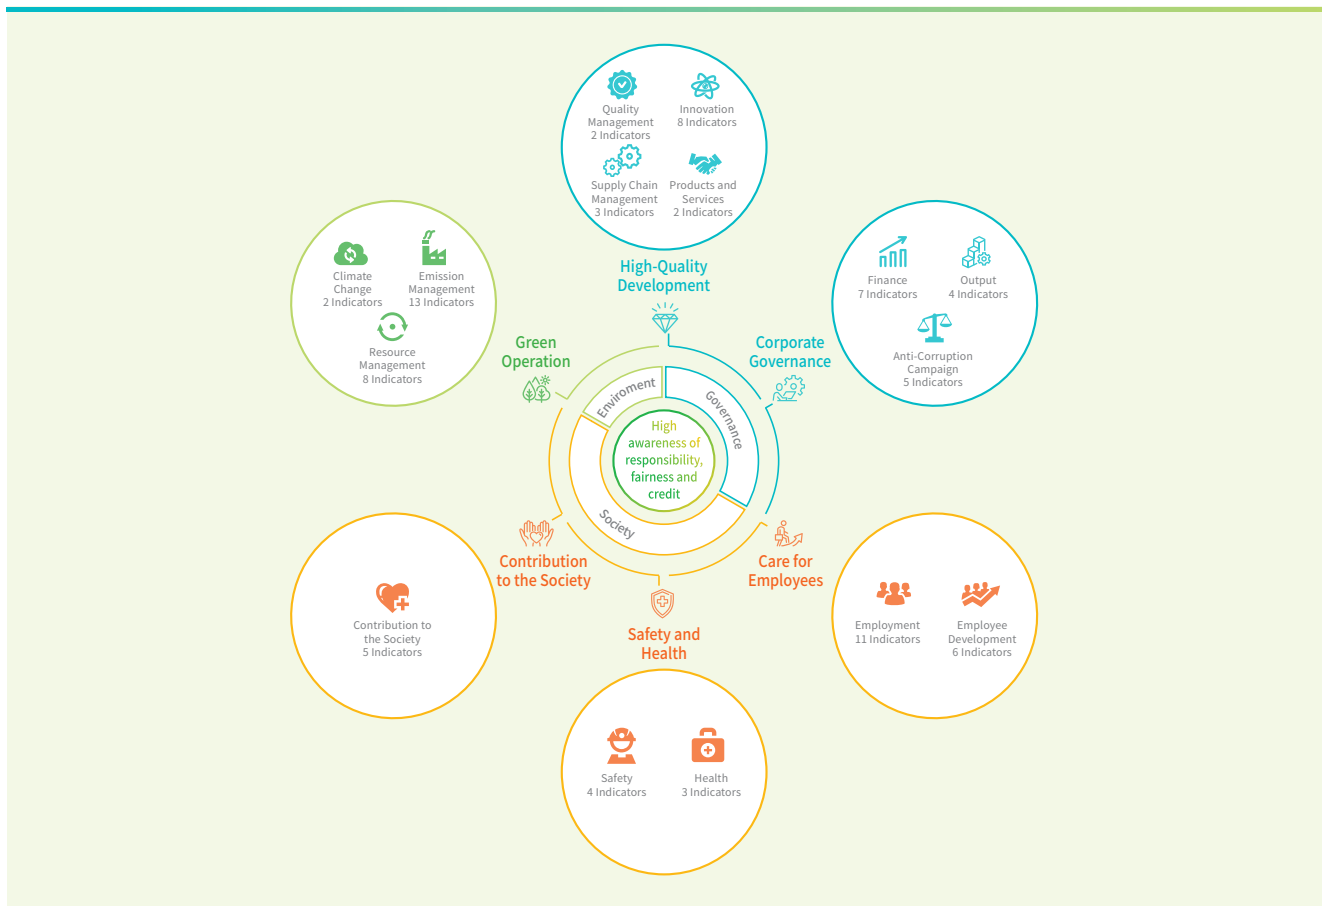 Quality
Management
2 Indicators
Innovation
8 Indicators
Supply Chain
Management
3 Indicators
Products and
Services
2 Indicators
High-Quality
Development
Climate
Change
2 Indicators
Emission
Management
13 Indicators
Resource
Management
8 Indicators
Green
Operation
Finance
7 Indicators
Output
4 Indicators
Anti-Corruption
Campaign
5 Indicators
Corporate
Governance
Enviroment
Governance
Society
High
awareness of
responsibility,
fairness and
credit
Contribution
to the Society
Contribution to
the Society
5 Indicators
Care for
Employees
Employment
11 Indicators
Employee
Development
6 Indicators
Safety and
Health
Safety
4 Indicators
Health
3 Indicators